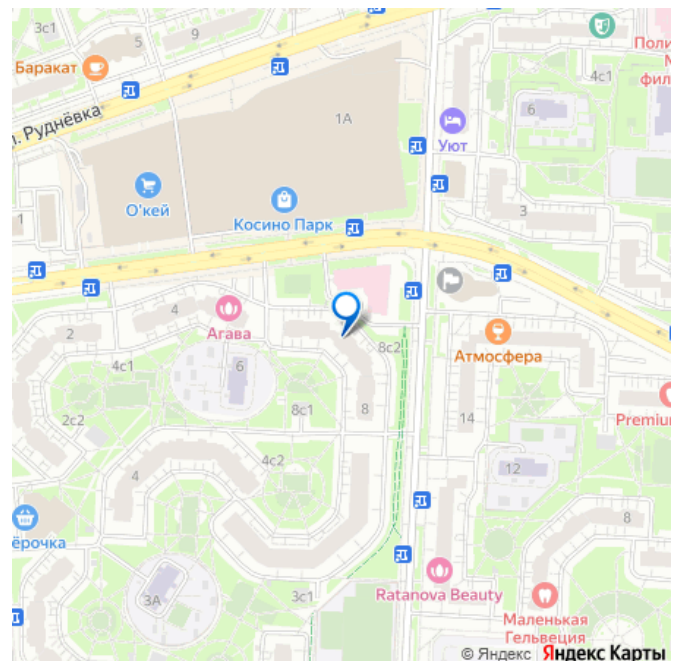 3с1
9
5
Баракат
Поли
М
фил
4с1
6
л. Руднёвка
1А
Уют
О'кей
Косино Парк
1
3
4
Агава
2
8с2
Атмосфера
4с1
6
8с1
8
2с2
14
Premiu
4с2
4
12
8
ёрочка
3А
3с1
Ratanova Beauty
Маленькая
Гельвеция
© Яндекс Яндекс Карты